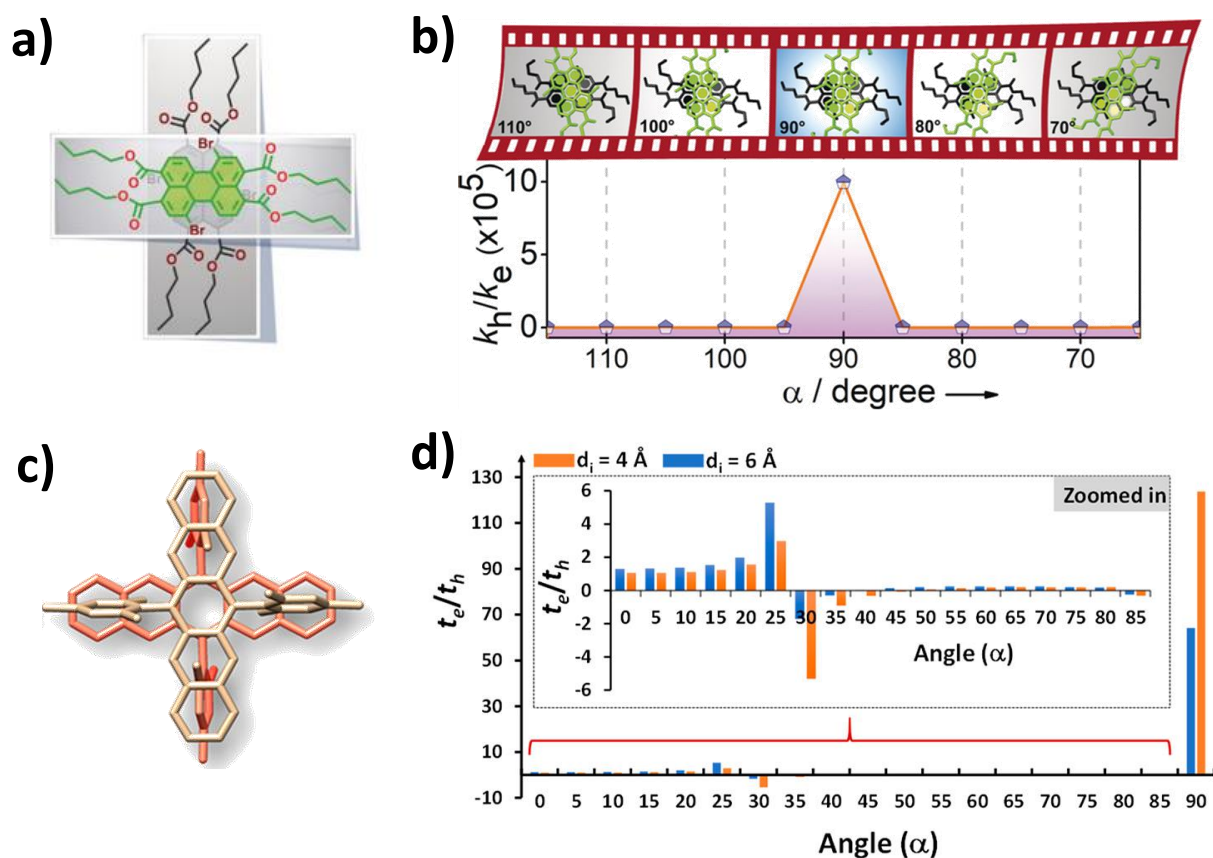 a)
O
O
O
O
Br
O
O
O
O
Br
Br
O
O
O
O
Br
O
O
O
O
b)
110°
100°
90°
80°
70°
kh/ke (x10⁵)
10
5
0
110
100
90
80
70
α / degree
c)
d)
di = 4 Å
di = 6 Å
Zoomed in
te/th
6
4
2
0
-2
-4
-6
0 5 10 15 20 25 30 35 40 45 50 55 60 65 70 75 80 85
Angle (α)
te/th
130
110
90
70
50
30
10
-10
0 5 10 15 20 25 30 35 40 45 50 55 60 65 70 75 80 85 90
Angle (α)